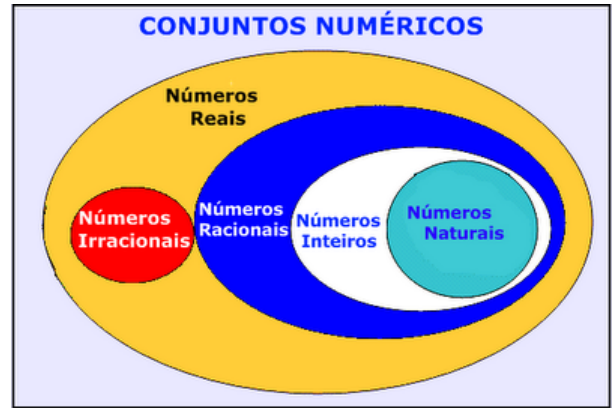 CONJUNTOS NUMÉRICOS
Números
Reais
Números
Irracionais
Números
Racionais
Números
Inteiros
Números
Naturais